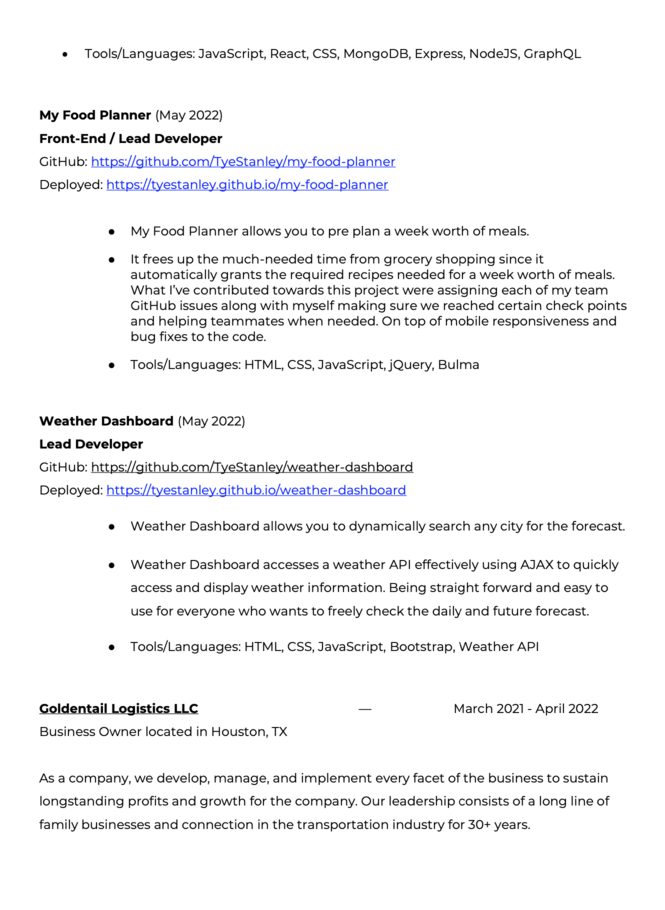 ● Tools/Languages: JavaScript, React, CSS, MongoDB, Express, NodeJS, GraphQL
My Food Planner (May 2022)
Front-End / Lead Developer
GitHub: https://github.com/TyeStanley/my-food-planner
Deployed: https://tyestanley.github.io/my-food-planner
● My Food Planner allows you to pre plan a week worth of meals.
● It frees up the much-needed time from grocery shopping since it
automatically grants the required recipes needed for a week worth of meals.
What I've contributed towards this project were assigning each of my team
GitHub issues along with myself making sure we reached certain check points
and helping teammates when needed. On top of mobile responsiveness and
bug fixes to the code.
● Tools/Languages: HTML, CSS, JavaScript, jQuery, Bulma
Weather Dashboard (May 2022)
Lead Developer
GitHub: https://github.com/TyeStanley/weather-dashboard
Deployed: https://tyestanley.github.io/weather-dashboard
● Weather Dashboard allows you to dynamically search any city for the forecast.
● Weather Dashboard accesses a weather API effectively using AJAX to quickly
access and display weather information. Being straight forward and easy to
use for everyone who wants to freely check the daily and future forecast.
● Tools/Languages: HTML, CSS, JavaScript, Bootstrap, Weather API
Goldentail Logistics LLC — March 2021 - April 2022
Business Owner located in Houston, TX
As a company, we develop, manage, and implement every facet of the business to sustain
longstanding profits and growth for the company. Our leadership consists of a long line of
family businesses and connection in the transportation industry for 30+ years.